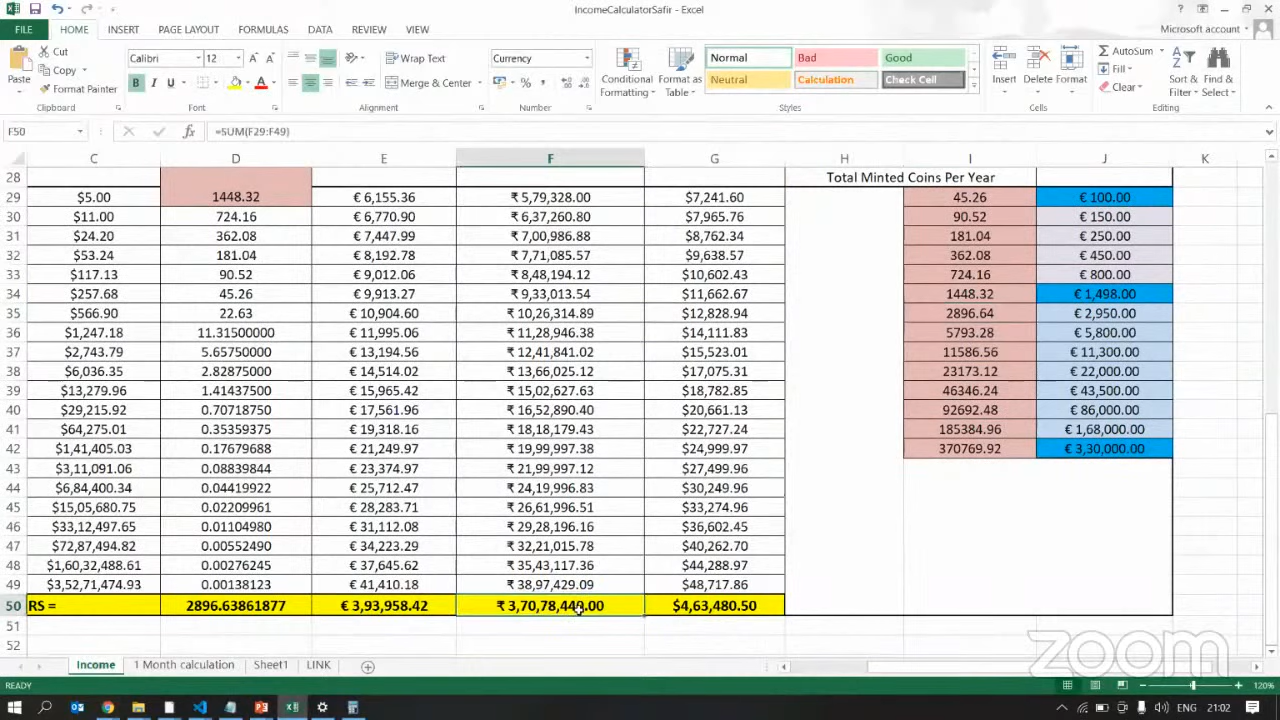 IncomeCalculatorSafir - Excel
FILE HOME INSERT PAGE LAYOUT FORMULAS DATA REVIEW VIEW Microsoft account
Cut
Copy
Format Painter
Paste
Clipboard
Calibri 12
B I U
Font
Wrap Text
Merge & Center
Alignment
Currency
Number
Conditional Formatting
Format as Table
Normal Bad Good
Neutral Calculation Check Cell
Styles
Insert Delete Format
Cells
AutoSum
Fill
Clear
Sort & Filter
Find & Select
Editing
F50 =SUM(F29:F49)
C D E F G H I J K
28 Total Minted Coins Per Year
29 $5.00 1448.32 € 6,155.36 ₹ 5,79,328.00 $7,241.60 45.26 € 100.00
30 $11.00 724.16 € 6,770.90 ₹ 6,37,260.80 $7,965.76 90.52 € 150.00
31 $24.20 362.08 € 7,447.99 ₹ 7,00,986.88 $8,762.34 181.04 € 250.00
32 $53.24 181.04 € 8,192.78 ₹ 7,71,085.57 $9,638.57 362.08 € 450.00
33 $117.13 90.52 € 9,012.06 ₹ 8,48,194.12 $10,602.43 724.16 € 800.00
34 $257.68 45.26 € 9,913.27 ₹ 9,33,013.54 $11,662.67 1448.32 € 1,498.00
35 $566.90 22.63 € 10,904.60 ₹ 10,26,314.89 $12,828.94 2896.64 € 2,950.00
36 $1,247.18 11.31500000 € 11,995.06 ₹ 11,28,946.38 $14,111.83 5793.28 € 5,800.00
37 $2,743.79 5.65750000 € 13,194.56 ₹ 12,41,841.02 $15,523.01 11586.56 € 11,300.00
38 $6,036.35 2.82875000 € 14,514.02 ₹ 13,66,025.12 $17,075.31 23173.12 € 22,000.00
39 $13,279.96 1.41437500 € 15,965.42 ₹ 15,02,627.63 $18,782.85 46346.24 € 43,500.00
40 $29,215.92 0.70718750 € 17,561.96 ₹ 16,52,890.40 $20,661.13 92692.48 € 86,000.00
41 $64,275.01 0.35359375 € 19,318.16 ₹ 18,18,179.43 $22,727.24 185384.96 € 1,68,000.00
42 $1,41,405.03 0.17679688 € 21,249.97 ₹ 19,99,997.38 $24,999.97 370769.92 € 3,30,000.00
43 $3,11,091.06 0.08839844 € 23,374.97 ₹ 21,99,997.12 $27,499.96
44 $6,84,400.34 0.04419922 € 25,712.47 ₹ 24,19,996.83 $30,249.96
45 $15,05,680.75 0.02209961 € 28,283.71 ₹ 26,61,996.51 $33,274.96
46 $33,12,497.65 0.01104980 € 31,112.08 ₹ 29,28,196.16 $36,602.45
47 $72,87,494.82 0.00552490 € 34,223.29 ₹ 32,21,015.78 $40,262.70
48 $1,60,32,488.61 0.00276245 € 37,645.62 ₹ 35,43,117.36 $44,288.97
49 $3,52,71,474.93 0.00138123 € 41,410.18 ₹ 38,97,429.09 $48,717.86
50 RS = 2896.63861877 € 3,93,958.42 $4,63,480.50
51
52
zoom
Income 1 Month calculation Sheet1 LINK
READY 120%
ENG 21:02